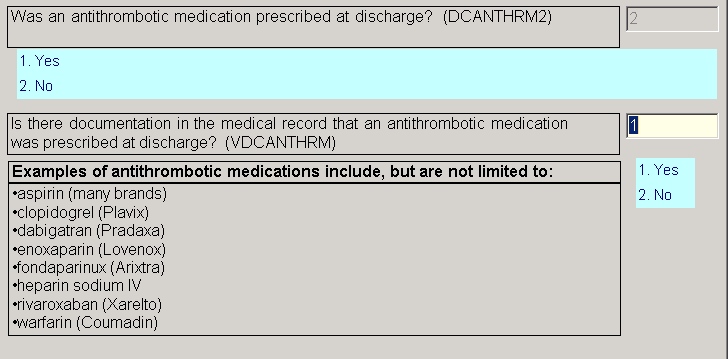 Was an antithrombotic medication prescribed at discharge?  (DCANTHRM2)
2
1. Yes
2. No
Is there documentation in the medical record that an antithrombotic medication
was prescribed at discharge?  (VDCANTHRM)
1
Examples of antithrombotic medications include, but are not limited to:
•aspirin (many brands)
•clopidogrel (Plavix)
•dabigatran (Pradaxa)
•enoxaparin (Lovenox)
•fondaparinux (Arixtra)
•heparin sodium IV
•rivaroxaban (Xarelto)
•warfarin (Coumadin)
1. Yes
2. No